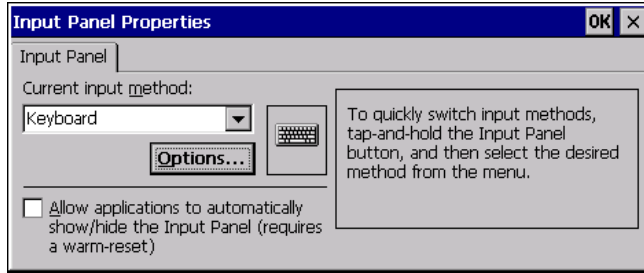 Input Panel Properties
OK
Input Panel
Current input method:
Keyboard
Options...
To quickly switch input methods,
tap-and-hold the Input Panel
button, and then select the desired
method from the menu.
Allow applications to automatically
show/hide the Input Panel (requires
a warm-reset)